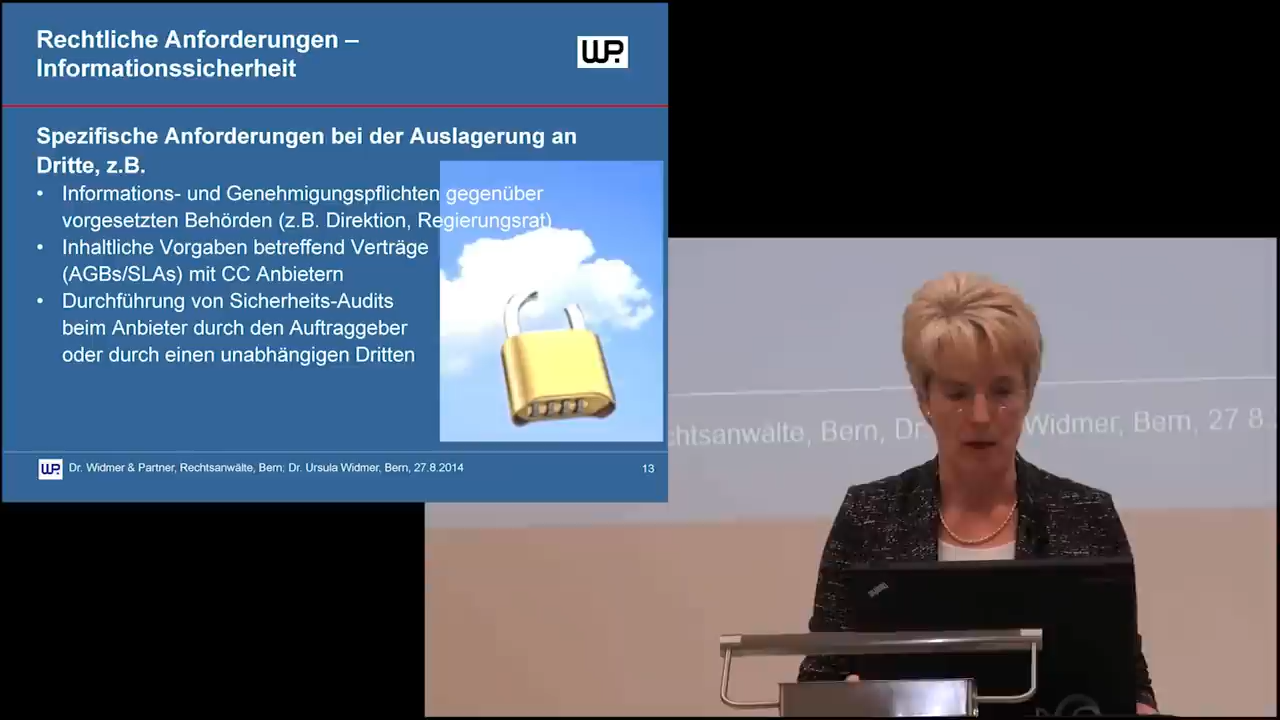 Rechtliche Anforderungen –
Informationssicherheit
WP.
Spezifische Anforderungen bei der Auslagerung an
Dritte, z.B.
• Informations- und Genehmigungspflichten gegenüber
vorgesetzten Behörden (z.B. Direktion, Regierungsrat)
• Inhaltliche Vorgaben betreffend Verträge
(AGBs/SLAs) mit CC Anbietern
• Durchführung von Sicherheits-Audits
beim Anbieter durch den Auftraggeber
oder durch einen unabhängigen Dritten
WP. Dr. Widmer & Partner, Rechtsanwälte, Bern: Dr. Ursula Widmer, Bern, 27.8.2014 13
chtsanwälte, Bern, Dr. Widmer, Bern, 27 8.